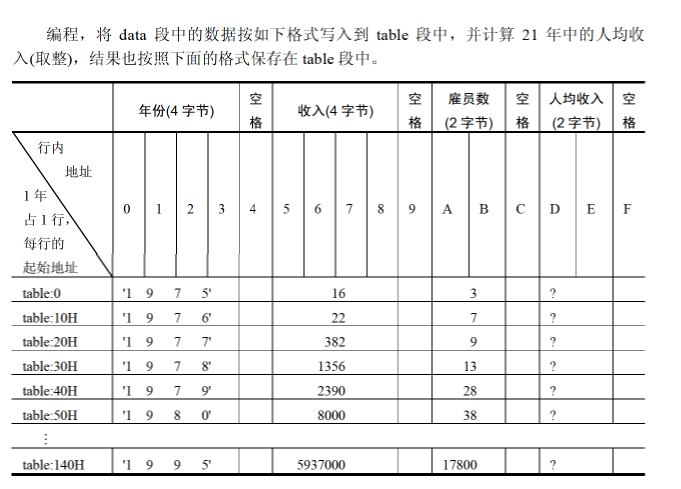 编程，将 data 段中的数据按如下格式写入到 table 段中，并计算 21 年中的人均收
入(取整)，结果也按照下面的格式保存在 table 段中。
年份(4 字节) 空格 收入(4 字节) 空格 雇员数(2 字节) 空格 人均收入(2 字节) 空格
行内
地址
1 年
占 1 行，
每行的
起始地址
0 1 2 3 4 5 6 7 8 9 A B C D E F
table:0 '1 9 7 5' 16 3 ?
table:10H '1 9 7 6' 22 7 ?
table:20H '1 9 7 7' 382 9 ?
table:30H '1 9 7 8' 1356 13 ?
table:40H '1 9 7 9' 2390 28 ?
table:50H '1 9 8 0' 8000 38 ?
⋮
table:140H '1 9 9 5' 5937000 17800 ?